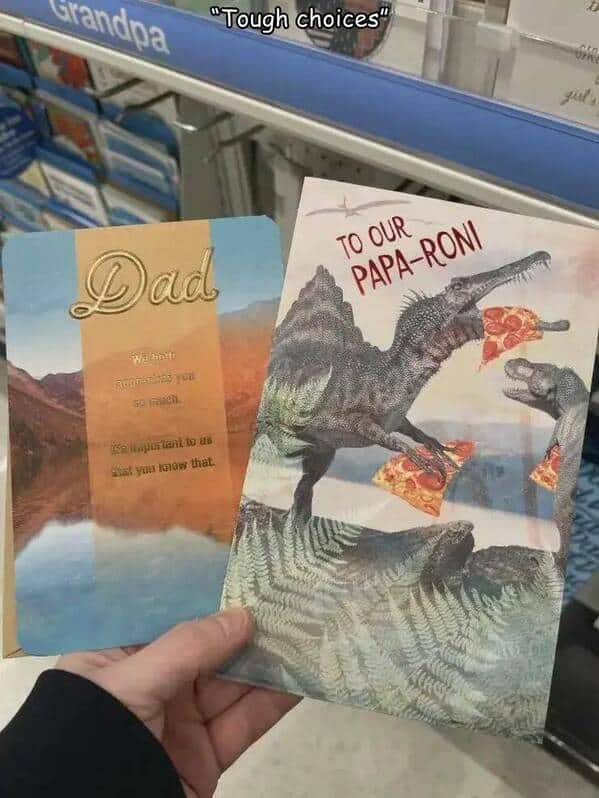 "Tough choices"
Grandpa
TO OUR
PAPA-RONI
Dad
We both
appreciate you
so much.
It's important to us
that you know that.